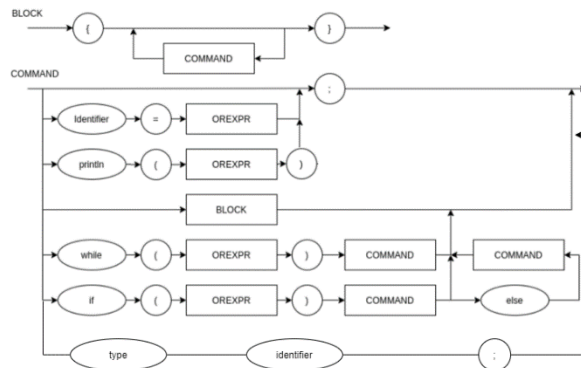 BLOCK
{ }
COMMAND
COMMAND
;
Identifier = OREXPR
println ( OREXPR )
BLOCK
while ( OREXPR ) COMMAND COMMAND
if ( OREXPR ) COMMAND else
type identifier ;